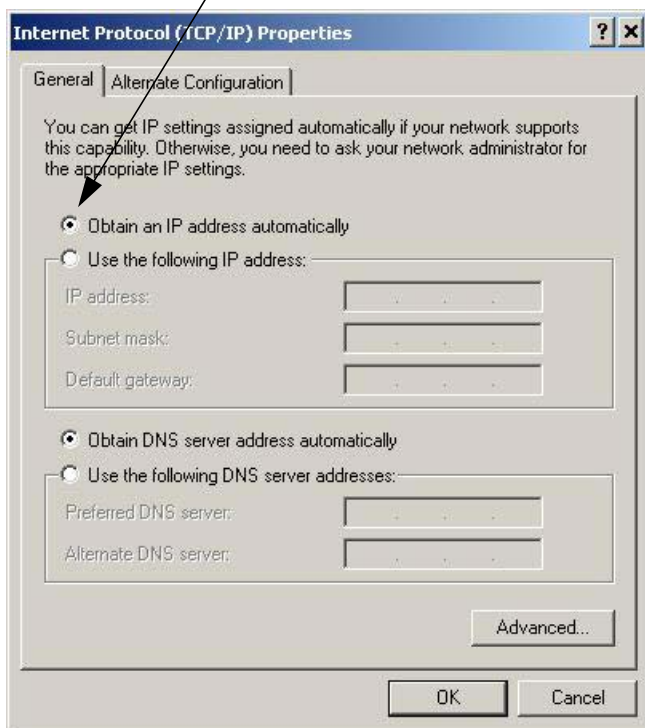 Internet Protocol (TCP/IP) Properties
General
Alternate Configuration
You can get IP settings assigned automatically if your network supports
this capability. Otherwise, you need to ask your network administrator for
the appropriate IP settings.
Obtain an IP address automatically
Use the following IP address:
IP address:
Subnet mask:
Default gateway:
Obtain DNS server address automatically
Use the following DNS server addresses:
Preferred DNS server:
Alternate DNS server:
Advanced...
OK
Cancel